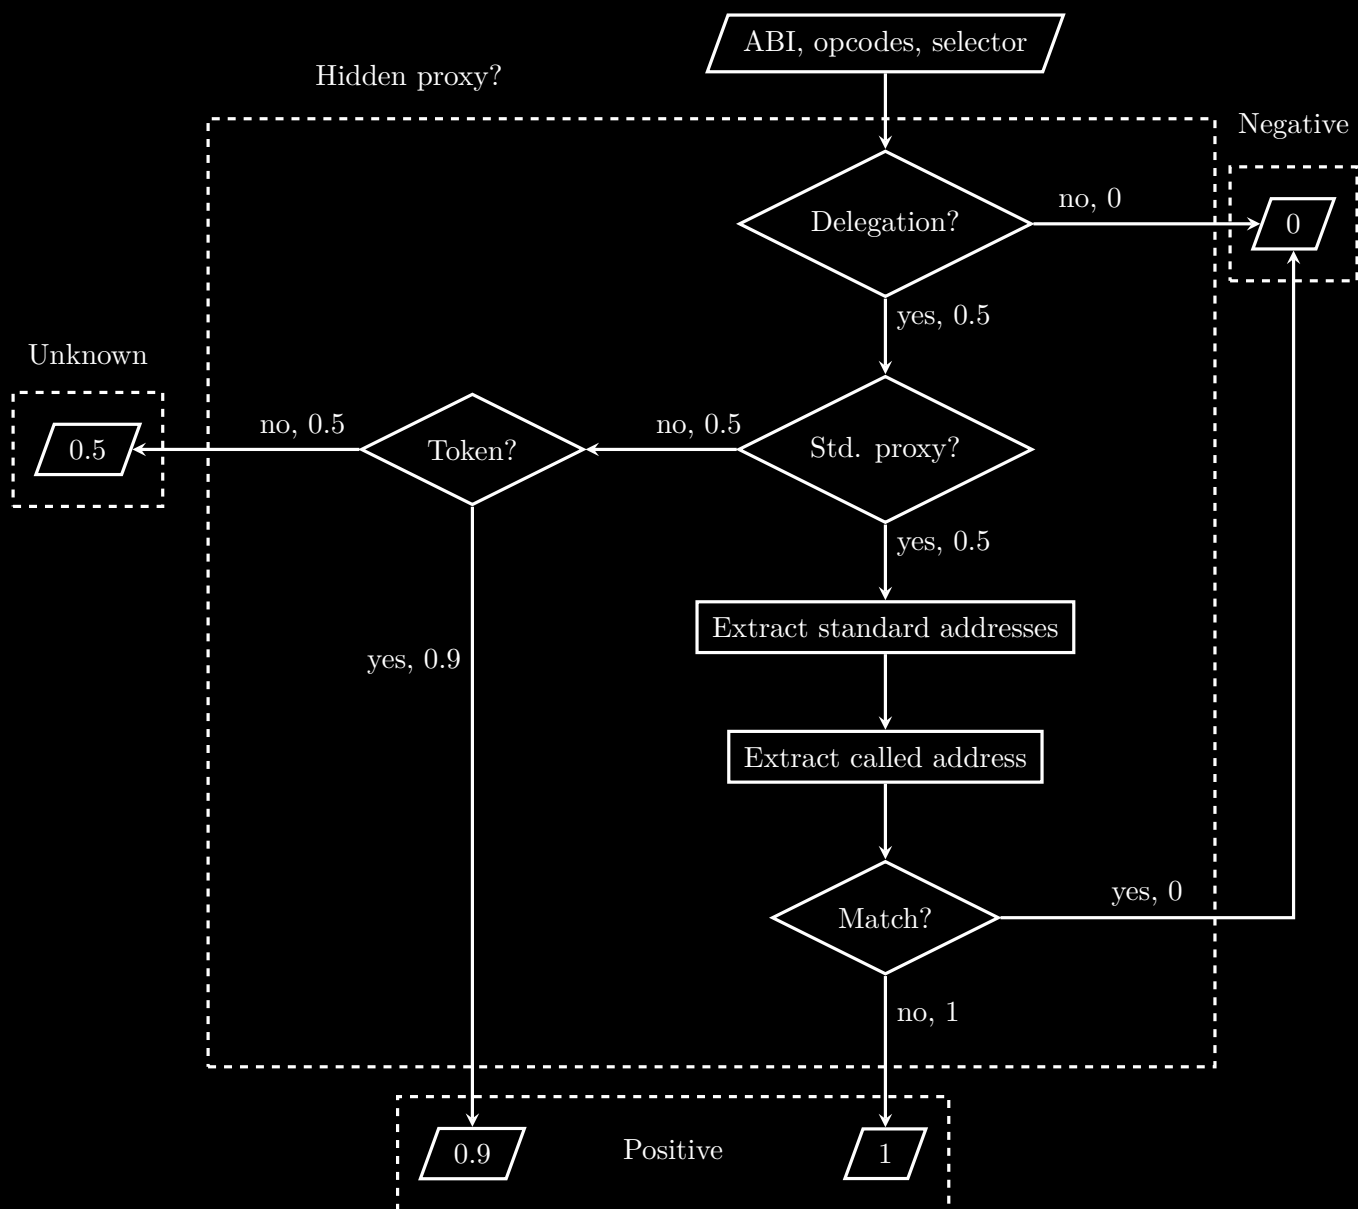 ABI, opcodes, selector
Hidden proxy?
Negative
Delegation?
no, 0
0
yes, 0.5
Unknown
0.5
no, 0.5
Token?
no, 0.5
Std. proxy?
yes, 0.5
Extract standard addresses
yes, 0.9
Extract called address
Match?
yes, 0
no, 1
0.9
Positive
1